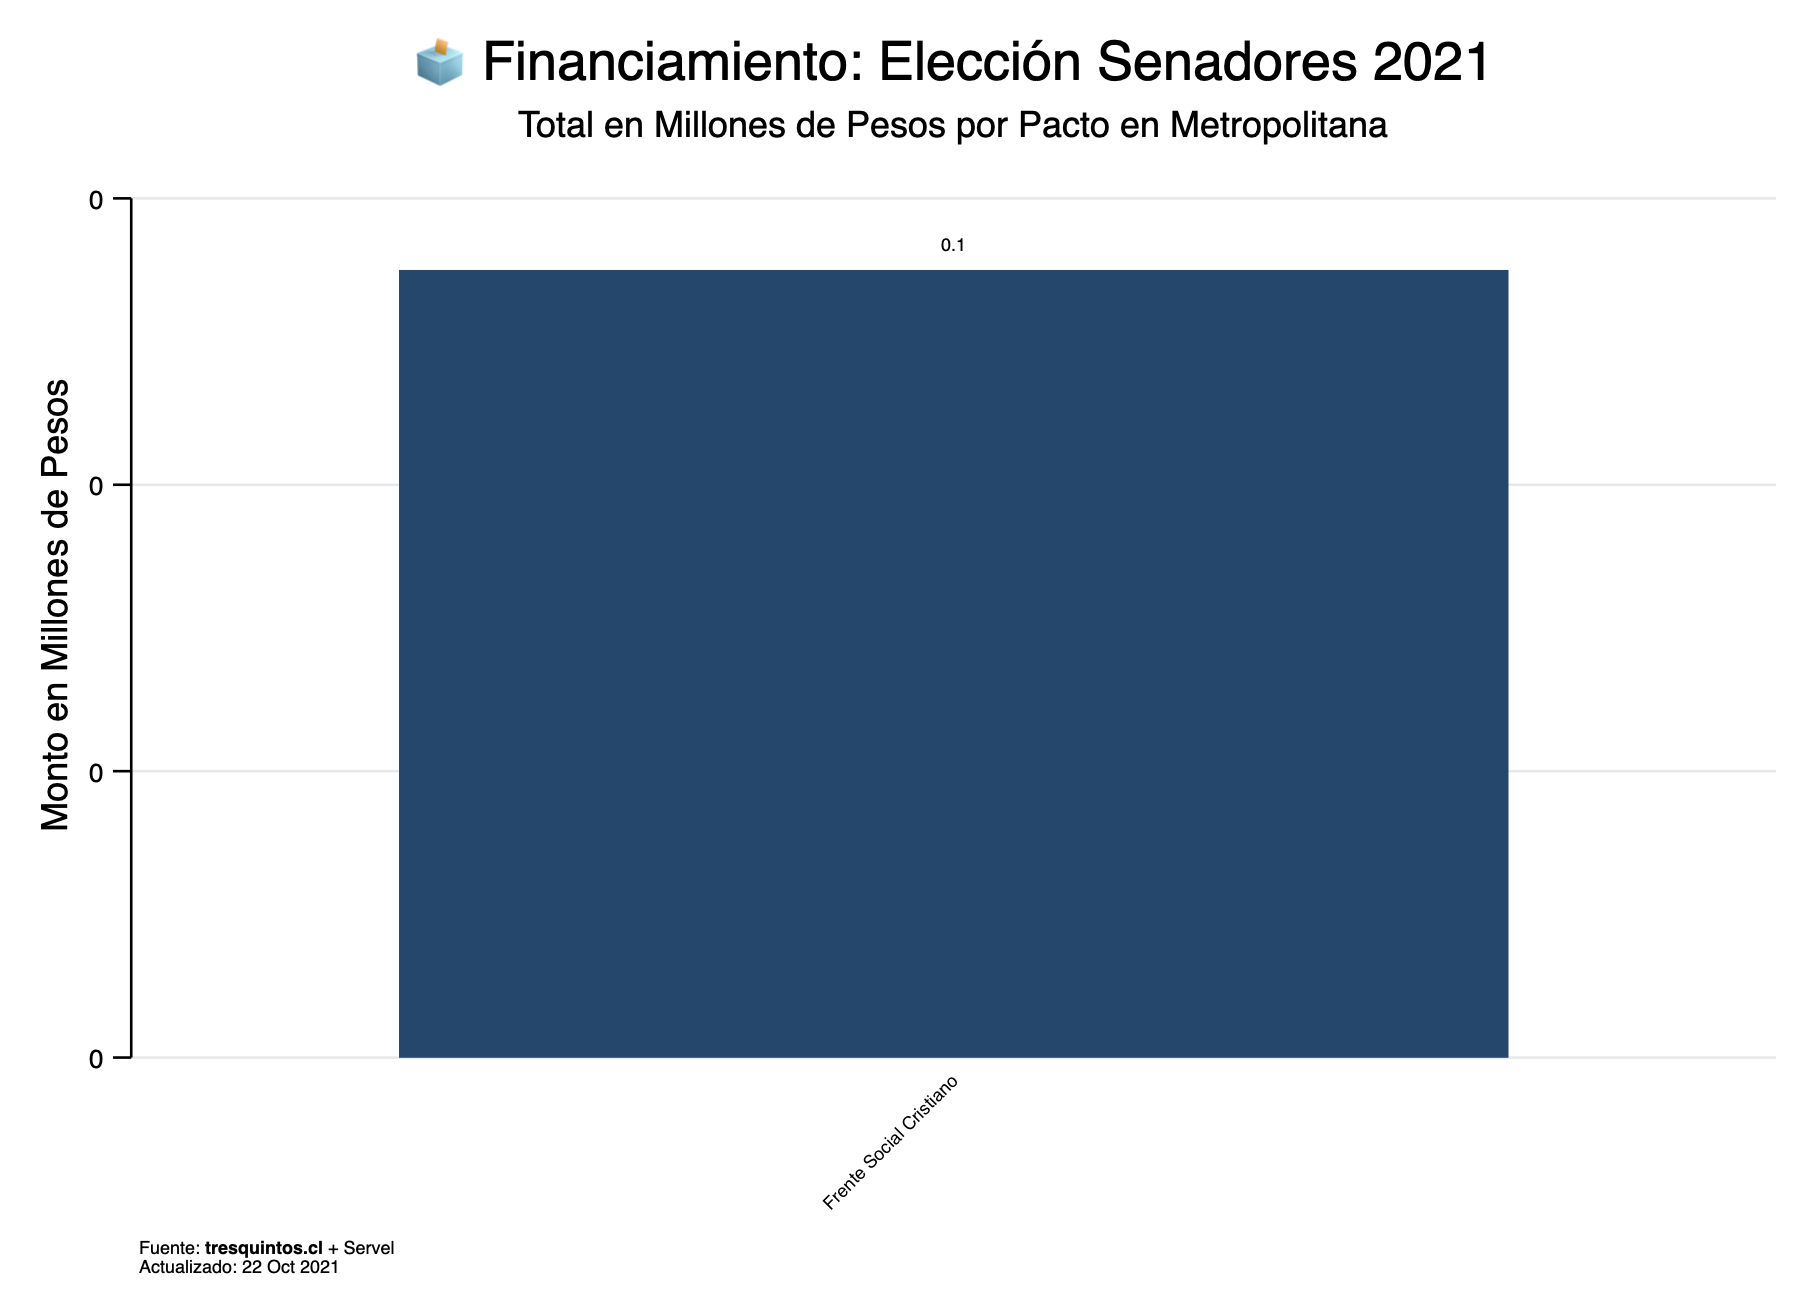 Financiamiento: Elección Senadores 2021
Total en Millones de Pesos por Pacto en Metropolitana
Monto en Millones de Pesos
0
0
0
0
0.1
Frente Social Cristiano
Fuente: tresquintos.cl + Servel
Actualizado: 22 Oct 2021